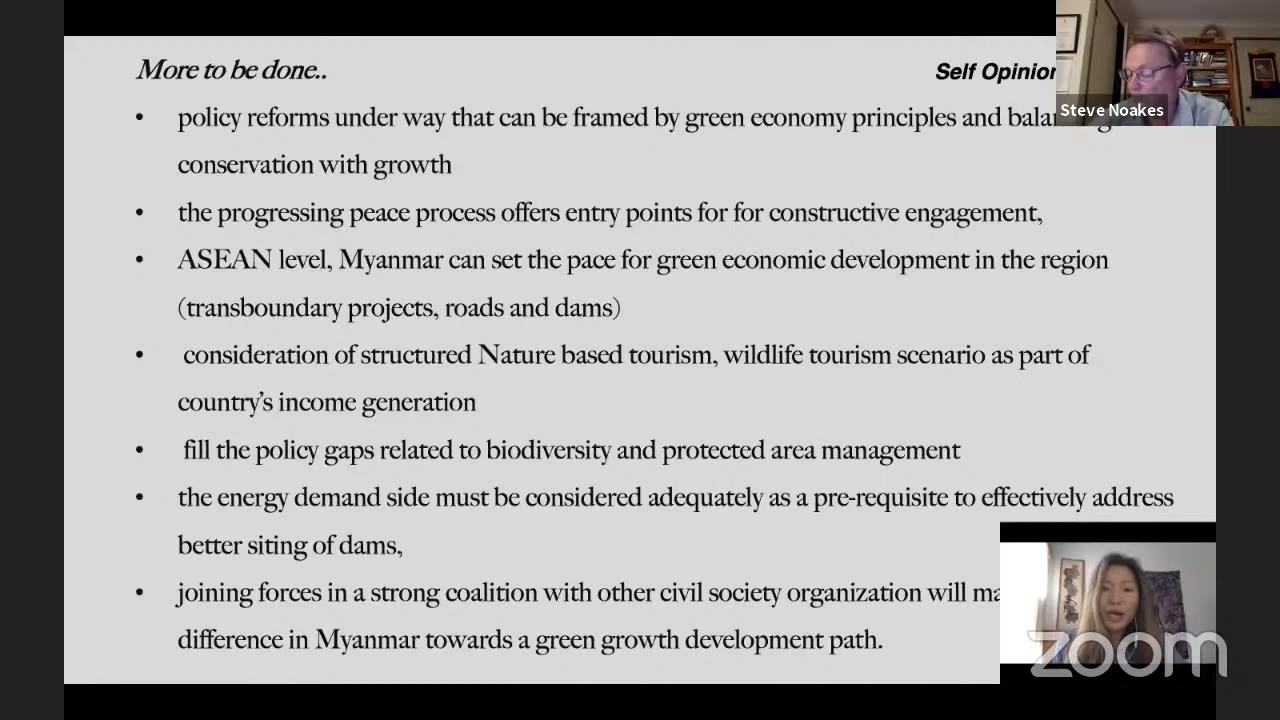 More to be done..
Self Opinion
Steve Noakes
• policy reforms under way that can be framed by green economy principles and
conservation with growth
• the progressing peace process offers entry points for for constructive engagement,
• ASEAN level, Myanmar can set the pace for green economic development in the region
(transboundary projects, roads and dams)
• consideration of structured Nature based tourism, wildlife tourism scenario as part of
country's income generation
• fill the policy gaps related to biodiversity and protected area management
• the energy demand side must be considered adequately as a pre-requisite to effectively address
better siting of dams,
• joining forces in a strong coalition with other civil society organization will
difference in Myanmar towards a green growth development path.
zoom